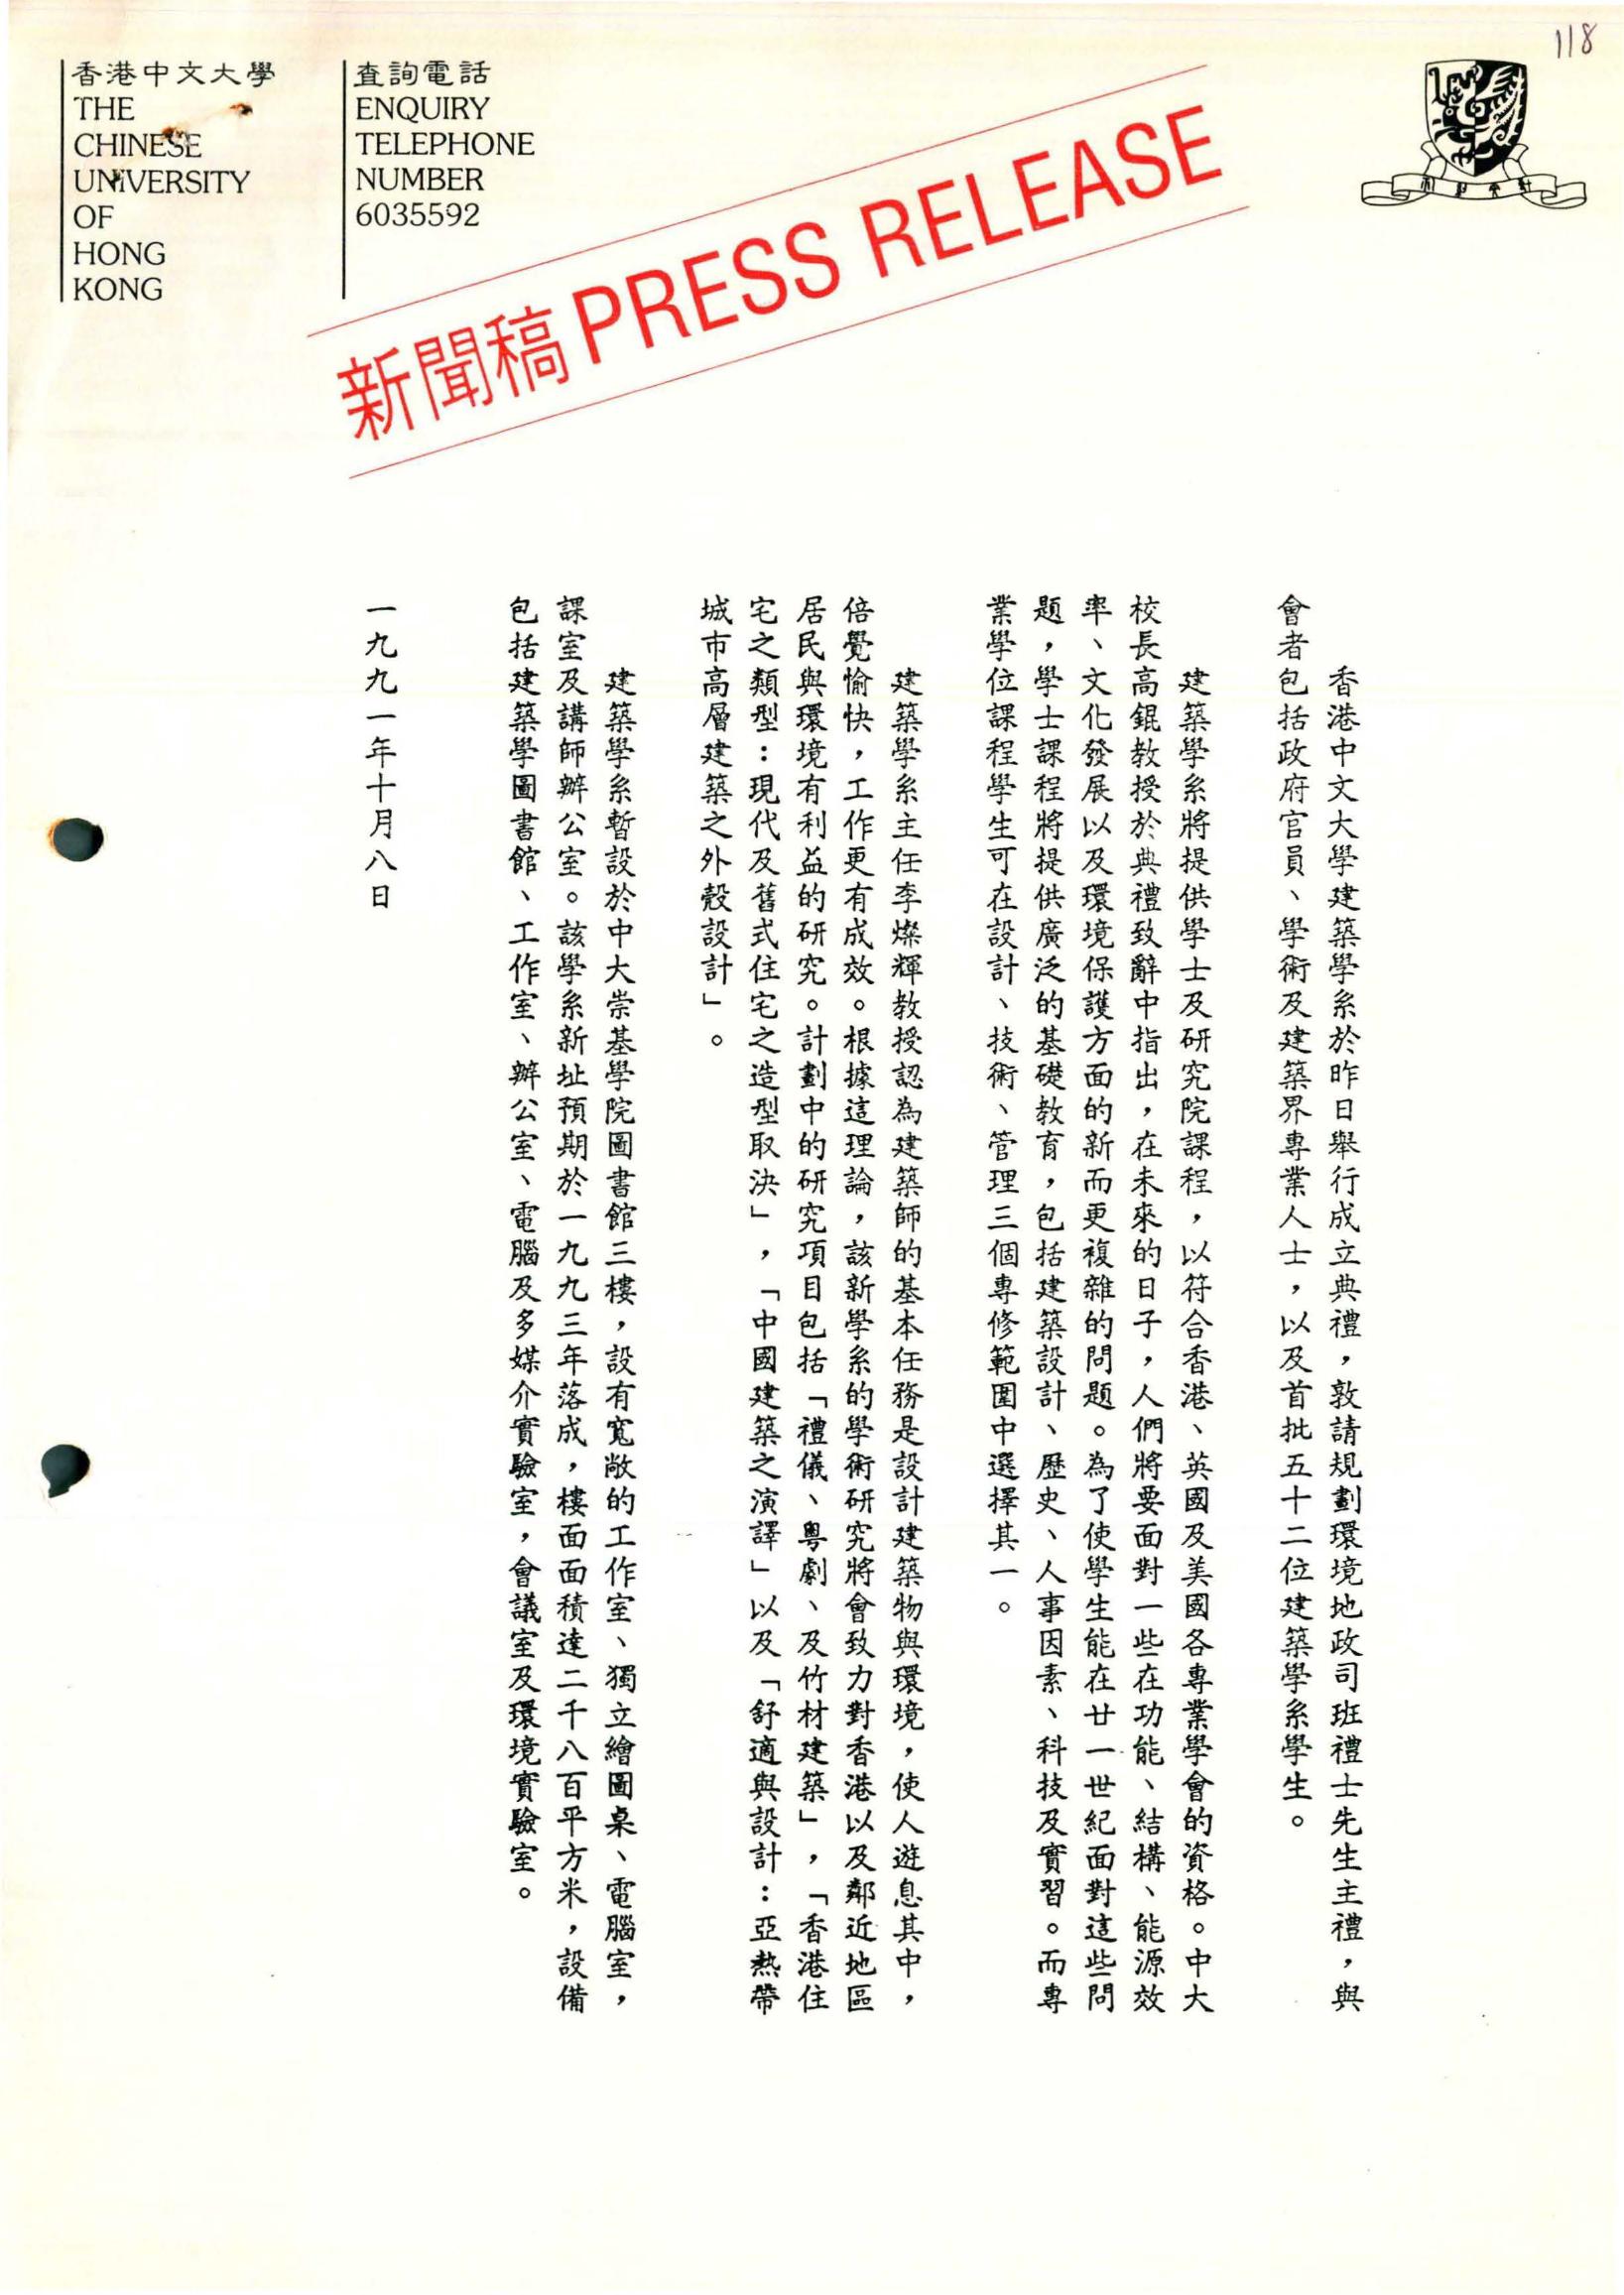 118
香港中文大學
THE
CHINESE
UNIVERSITY
OF
HONG
KONG
查詢電話
ENQUIRY
TELEPHONE
NUMBER
6035592
新聞稿 PRESS RELEASE
香港中文大學建築學系於昨日舉行成立典禮，敦請規劃環境地政司班禮士先生主禮，與
會者包括政府官員、學術及建築界專業人士，以及首批五十二位建築學系學生。
建築學系將提供學士及研究院課程，以符合香港、英國及美國各專業學會的資格。中大
校長高錕教授於典禮致辭中指出，在未來的日子，人們將要面對一些在功能、結構、能源效
率、文化發展以及環境保護方面的新而更複雜的問題。為了使學生能在廿一世紀面對這些問
題，學士課程將提供廣泛的基礎教育，包括建築設計、歷史、人事因素、科技及實習。而專
業學位課程學生可在設計、技術、管理三個專修範圍中選擇其一。
建築學系主任李燦輝教授認為建築師的基本任務是設計建築物與環境，使人遊息其中，
倍覺愉快，工作更有成效。根據這理論，該新學系的學術研究將會致力對香港以及鄰近地區
居民與環境有利益的研究。計劃中的研究項目包括「禮儀、粵劇、及竹材建築」，「香港住
宅之類型：現代及舊式住宅之造型取決」，「中國建築之演譯」以及「舒適與設計：亞熱帶
城市高層建築之外殼設計」。
建築學系暫設於中大崇基學院圖書館三樓，設有寬敞的工作室、獨立繪圖桌、電腦室，
課室及講師辦公室。該學系新址預期於一九九三年落成，樓面面積達二千八百平方米，設備
包括建築學圖書館、工作室、辦公室、電腦及多媒介實驗室，會議室及環境實驗室。
一九九一年十月八日